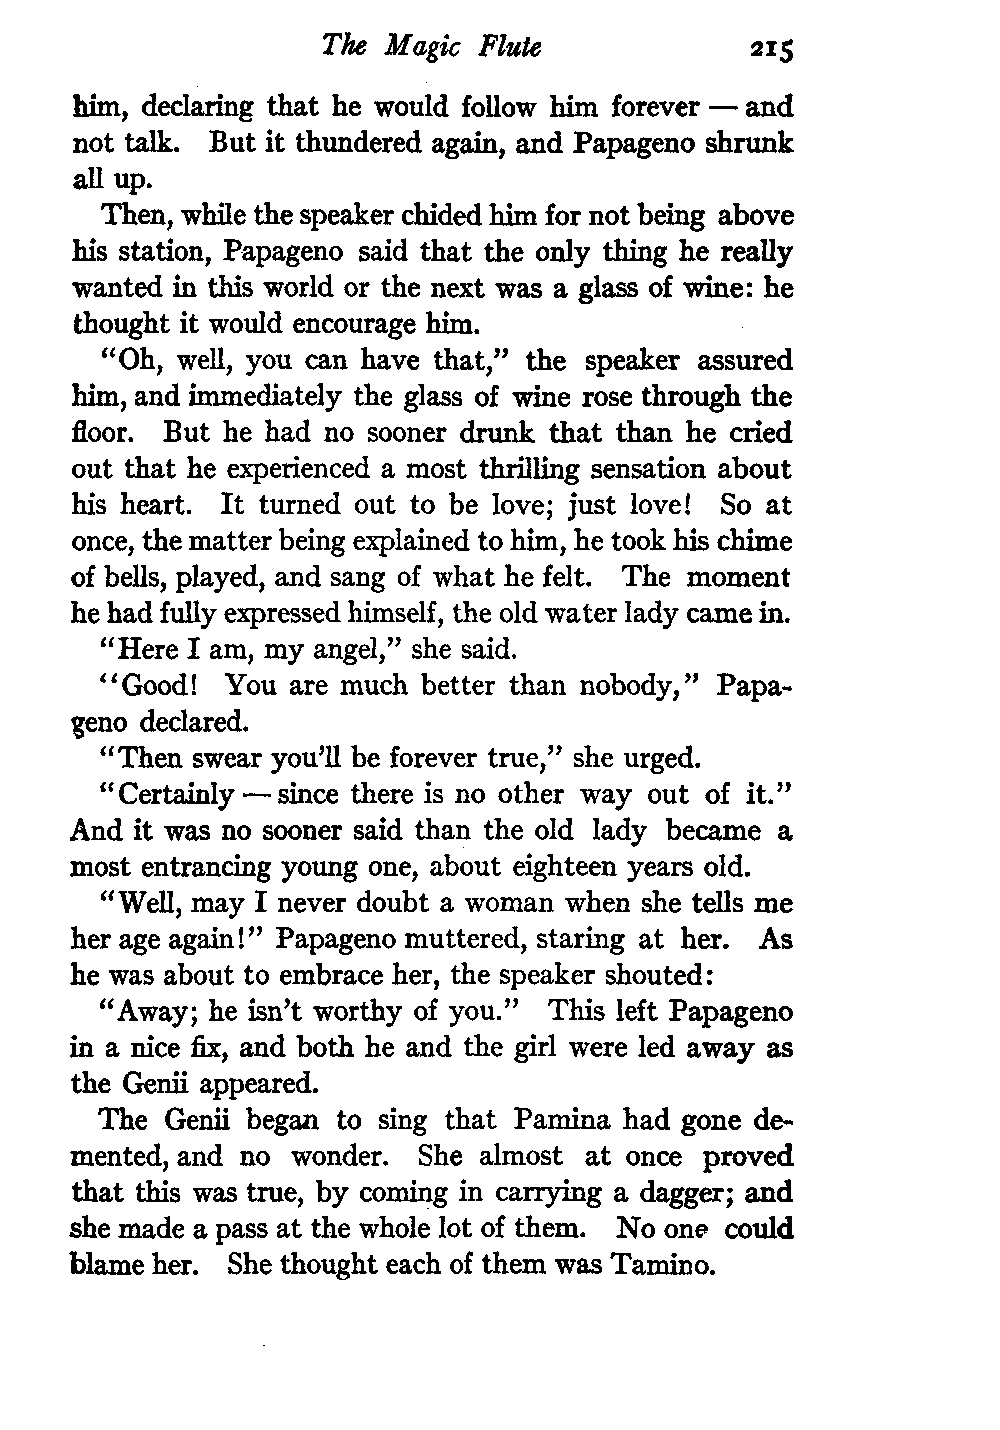 The Magic Flute 215
him, declaring that he would follow him forever — and
not talk. But it thundered again, and Papageno shrunk
all up.
Then, while the speaker chided him for not being above
his station, Papageno said that the only thing he really
wanted in this world or the next was a glass of wine: he
thought it would encourage him.
"Oh, well, you can have that," the speaker assured
him, and immediately the glass of wine rose through the
floor. But he had no sooner drunk that than he cried
out that he experienced a most thrilling sensation about
his heart. It turned out to be love; just love! So at
once, the matter being explained to him, he took his chime
of bells, played, and sang of what he felt. The moment
he had fully expressed himself, the old water lady came in.
"Here I am, my angel," she said.
"Good! You are much better than nobody," Papa-
geno declared.
"Then swear you'll be forever true," she urged.
"Certainly — since there is no other way out of it."
And it was no sooner said than the old lady became a
most entrancing young one, about eighteen years old.
"Well, may I never doubt a woman when she tells me
her age again!" Papageno muttered, staring at her. As
he was about to embrace her, the speaker shouted:
"Away; he isn't worthy of you." This left Papageno
in a nice fix, and both he and the girl were led away as
the Genii appeared.
The Genii began to sing that Pamina had gone de-
mented, and no wonder. She almost at once proved
that this was true, by coming in carrying a dagger; and
she made a pass at the whole lot of them. No one could
blame her. She thought each of them was Tamino.